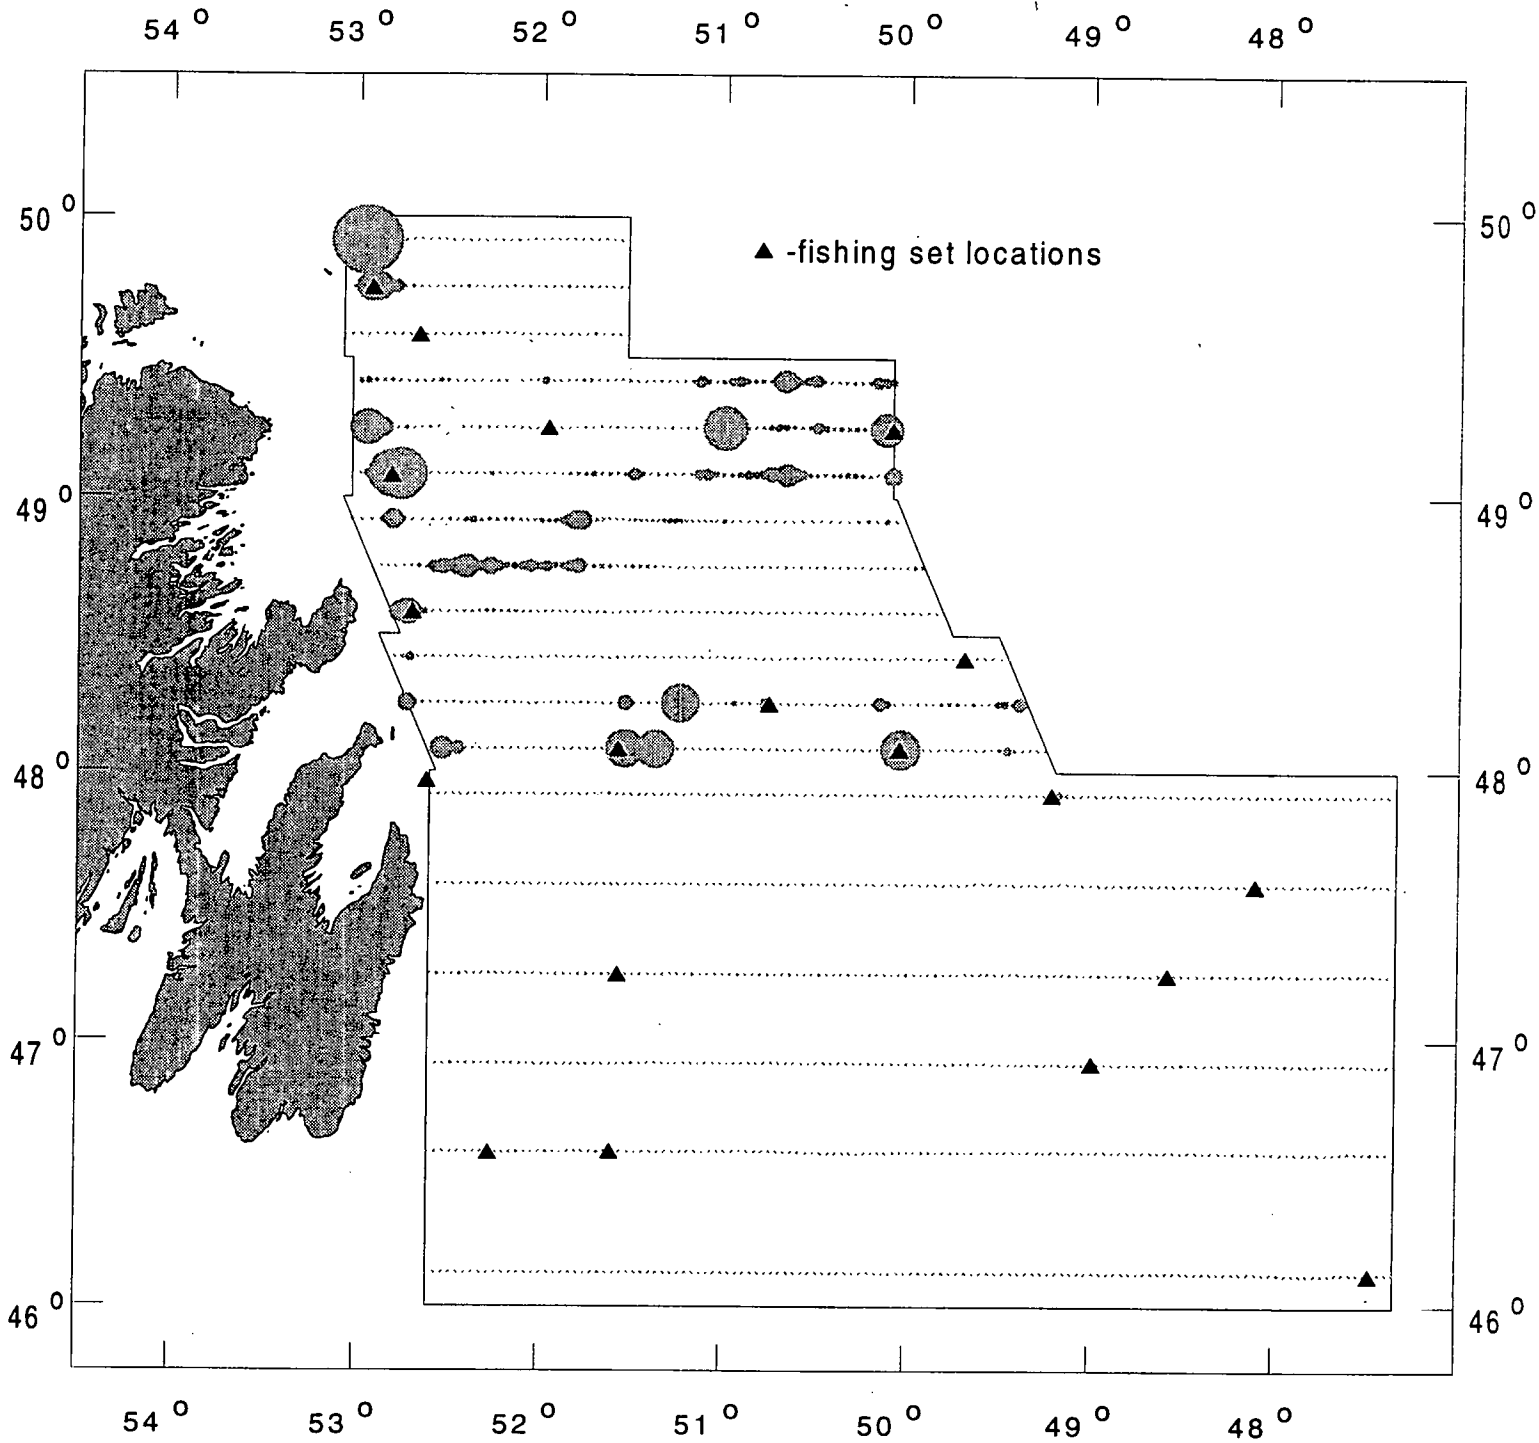 54 o 53 o 52 o 51 o 50 o 49 o 48 o
50 o 50 o
▲ -fishing set locations
49 o 49 o
48 o 48 o
47 o 47 o
46 o 46 o
54 o 53 o 52 o 51 o 50 o 49 o 48 o